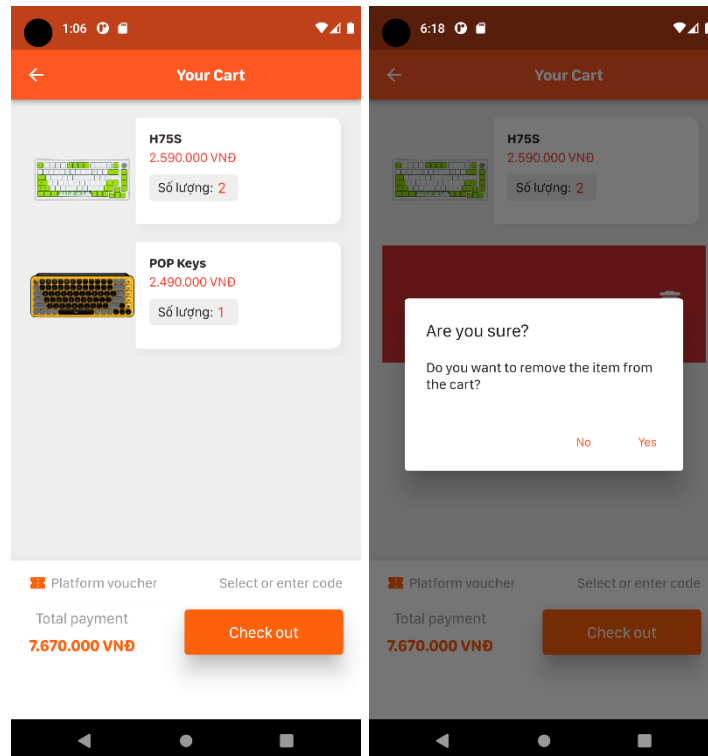 1:06
Your Cart
H75S
2.590.000 VNĐ
Số lượng: 2
POP Keys
2.490.000 VNĐ
Số lượng: 1
Platform voucher
Select or enter code
Total payment
7.670.000 VNĐ
Check out
6:18
Your Cart
H75S
2.590.000 VNĐ
Số lượng: 2
Are you sure?
Do you want to remove the item from
the cart?
No
Yes
Platform voucher
Select or enter code
Total payment
7.670.000 VNĐ
Check out